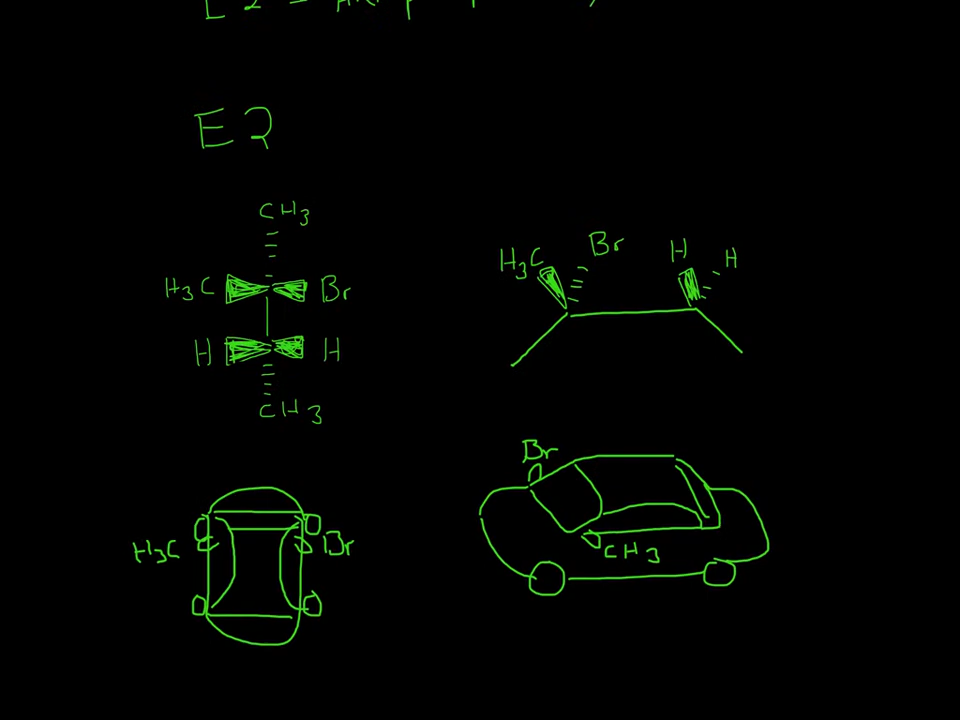 E2
CH3
H3C Br
H H
CH3
H3C Br H H
H3C Br
Br
CH3